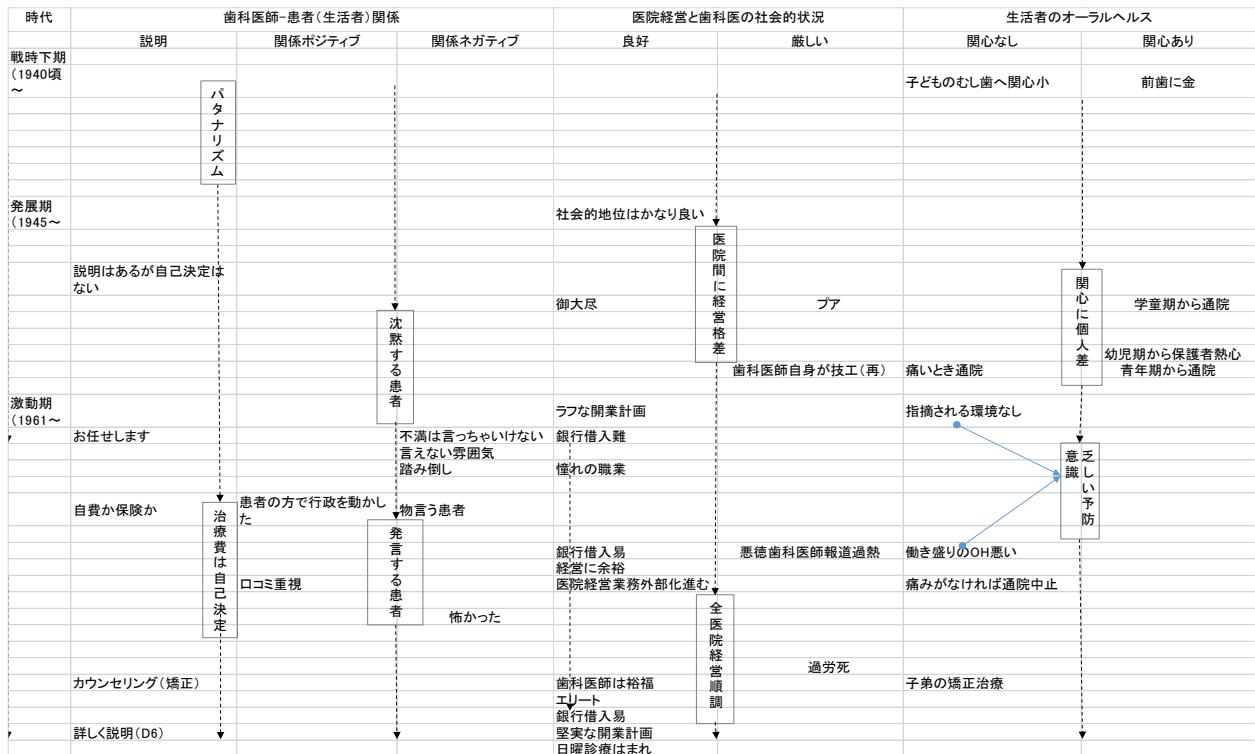 時代
歯科医師-患者(生活者)関係
医院経営と歯科医の社会的状況
生活者のオーラルヘルス
説明
関係ポジティブ
関係ネガティブ
良好
厳しい
関心なし
関心あり
戦時下期
(1940頃
~
子どものむし歯へ関心小
前歯に金
パタナリズム
発展期
(1945~
社会的地位はかなり良い
医院間に経営格差
説明はあるが自己決定は
ない
関心に個人差
御大尽
プア
学童期から通院
沈黙する患者
幼児期から保護者熱心
歯科医師自身が技工(再)
痛いとき通院
青年期から通院
激動期
(1961~
ラフな開業計画
指摘される環境なし
お任せします
不満は言っちゃいけない
銀行借入難
言えない雰囲気
踏み倒し
憧れの職業
乏しい予防
意識
患者の方で行政を動かし
た
自費か保険か
物言う患者
治療費は自己決定
発言する患者
銀行借入易
悪徳歯科医師報道過熱
働き盛りのOH悪い
経営に余裕
口コミ重視
医院経営業務外部化進む
痛みがなければ通院中止
全医院経営順調
怖かった
過労死
カウンセリング(矯正)
歯科医師は裕福
子弟の矯正治療
エリート
銀行借入易
詳しく説明(D6)
堅実な開業計画
日曜診療はまれ